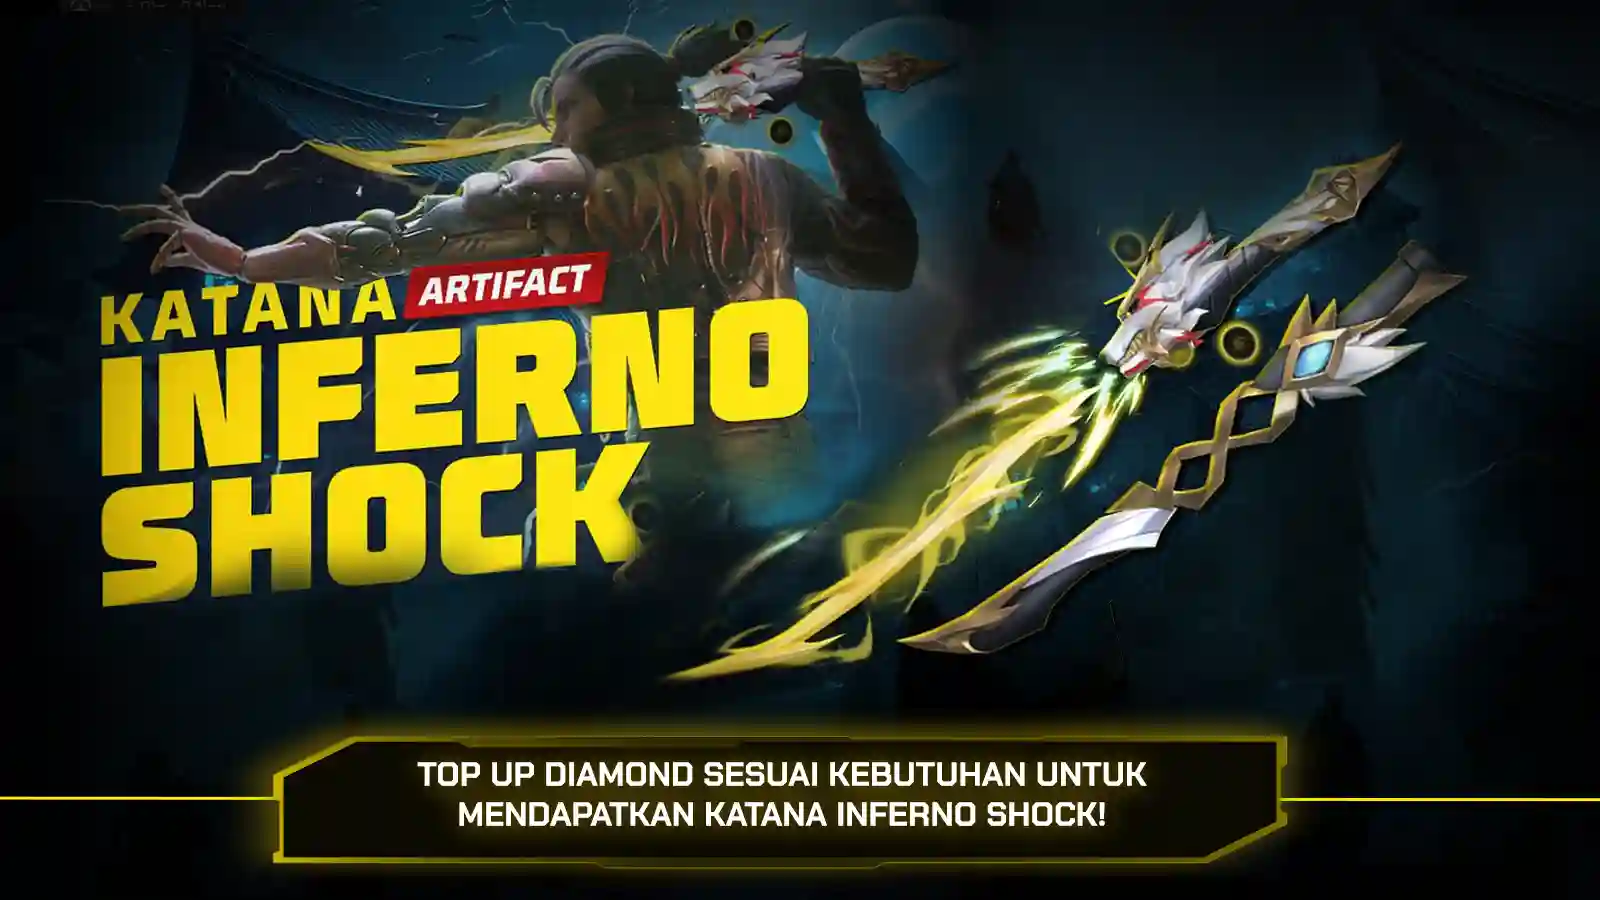 KATANA ARTIFACT
INFERNO
SHOCK
TOP UP DIAMOND SESUAI KEBUTUHAN UNTUK
MENDAPATKAN KATANA INFERNO SHOCK!